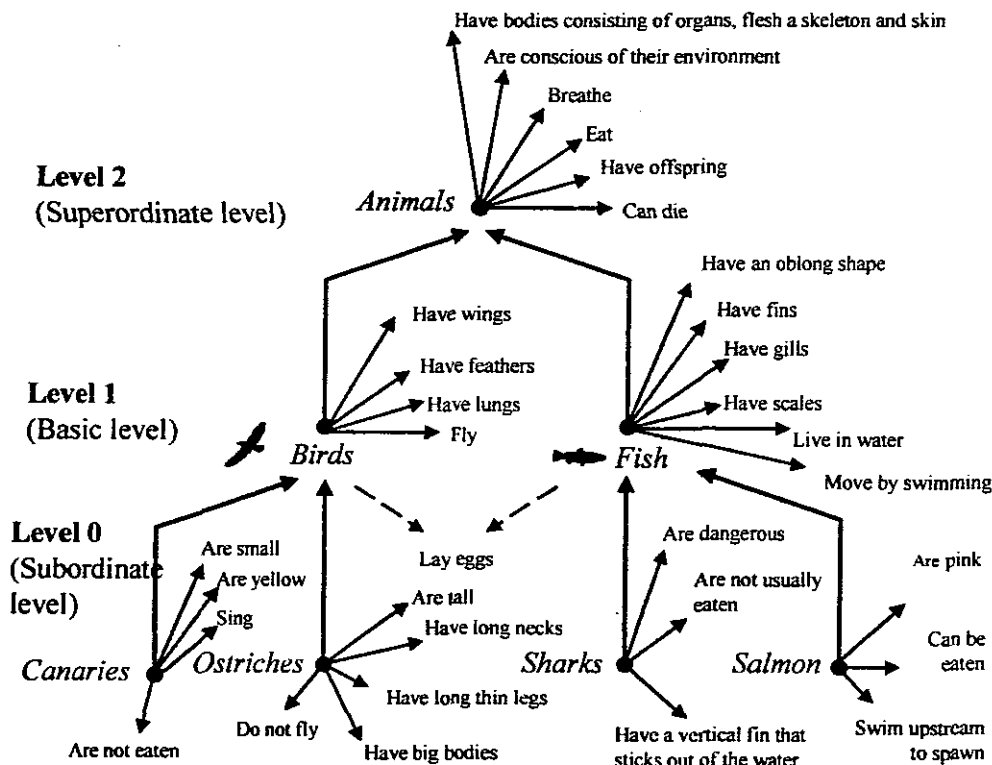 Have bodies consisting of organs, flesh a skeleton and skin
Are conscious of their environment
Breathe
Eat
Have offspring
Can die
Level 2
(Superordinate level)
Animals
Have an oblong shape
Have fins
Have gills
Have scales
Live in water
Move by swimming
Have wings
Have feathers
Have lungs
Fly
Level 1
(Basic level)
Birds
Fish
Lay eggs
Level 0
(Subordinate
level)
Are small
Are yellow
Sing
Canaries
Are not eaten
Are tall
Have long necks
Ostriches
Have long thin legs
Do not fly
Have big bodies
Are dangerous
Are not usually
eaten
Sharks
Have a vertical fin that
sticks out of the water
Are pink
Can be
eaten
Salmon
Swim upstream
to spawn